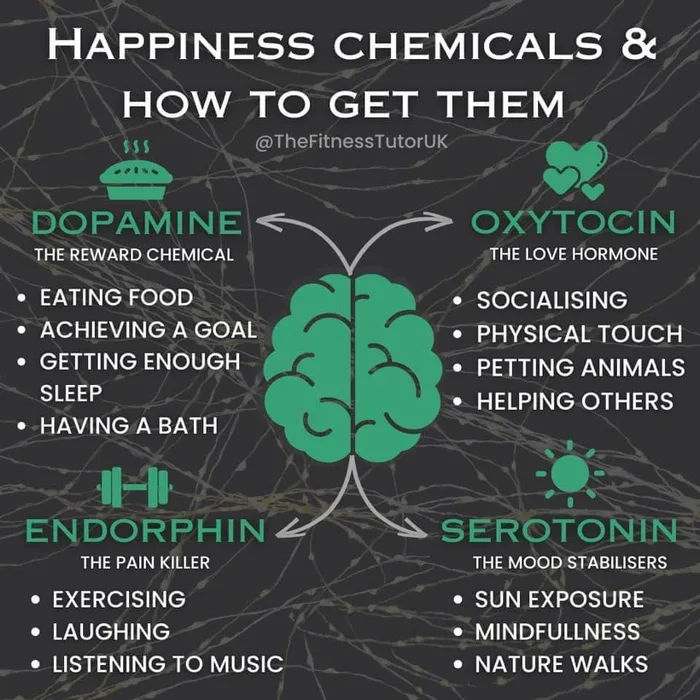 HAPPINESS CHEMICALS &
HOW TO GET THEM
@TheFitnessTutorUK
DOPAMINE
THE REWARD CHEMICAL
• EATING FOOD
• ACHIEVING A GOAL
• GETTING ENOUGH
SLEEP
• HAVING A BATH
OXYTOCIN
THE LOVE HORMONE
• SOCIALISING
• PHYSICAL TOUCH
• PETTING ANIMALS
• HELPING OTHERS
ENDORPHIN
THE PAIN KILLER
• EXERCISING
• LAUGHING
• LISTENING TO MUSIC
SEROTONIN
THE MOOD STABILISERS
• SUN EXPOSURE
• MINDFULLNESS
• NATURE WALKS